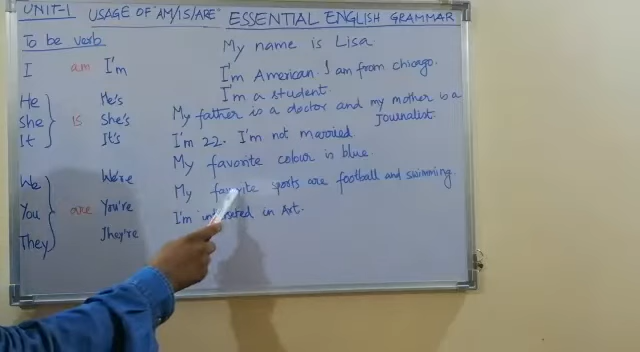 UNIT-1 USAGE OF "AM/IS/ARE" ESSENTIAL ENGLISH GRAMMAR
To be verb
I am I'm
He He's
She is She's
It It's
We We're
You are You're
They They're
My name is Lisa
I'm American. I am from chicago.
I'm a student.
My father is a doctor and my mother is a
Journalist.
I'm 22. I'm not married.
My favorite colour is blue.
My favorite sports are football and swimming.
I'm in Art.